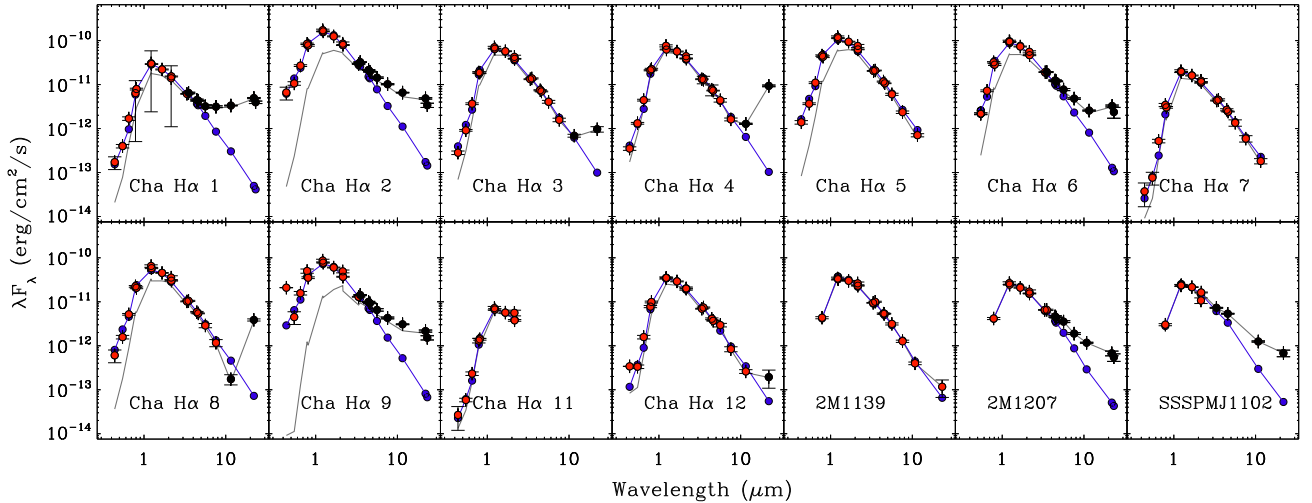 10⁻¹⁰
10⁻¹¹
10⁻¹²
10⁻¹³
10⁻¹⁴
Cha Hα 1
Cha Hα 2
Cha Hα 3
Cha Hα 4
Cha Hα 5
Cha Hα 6
Cha Hα 7
λF_λ (erg/cm²/s)
10⁻¹⁰
10⁻¹¹
10⁻¹²
10⁻¹³
10⁻¹⁴
Cha Hα 8
Cha Hα 9
Cha Hα 11
Cha Hα 12
2M1139
2M1207
SSSPMJ1102
1 10 1 10 1 10 1 10 1 10 1 10 1 10
Wavelength (μm)